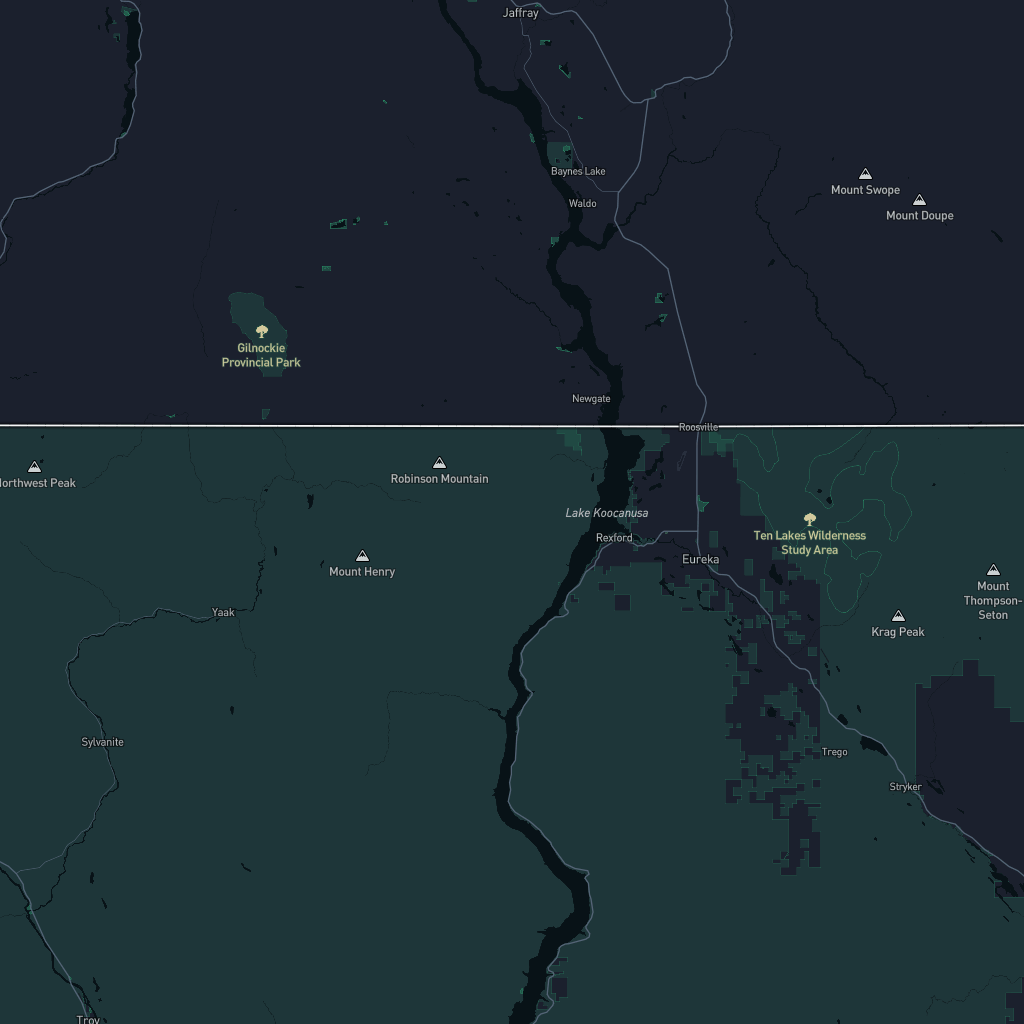 Jaffray
Baynes Lake
Mount Swope
Waldo
Mount Doupe
Gilnockie
Provincial Park
Newgate
Roosville
Northwest Peak
Robinson Mountain
Lake Koocanusa
Rexford
Ten Lakes Wilderness
Study Area
Eureka
Mount Henry
Mount
Thompson-
Seton
Yaak
Krag Peak
Sylvanite
Trego
Stryker
Troy